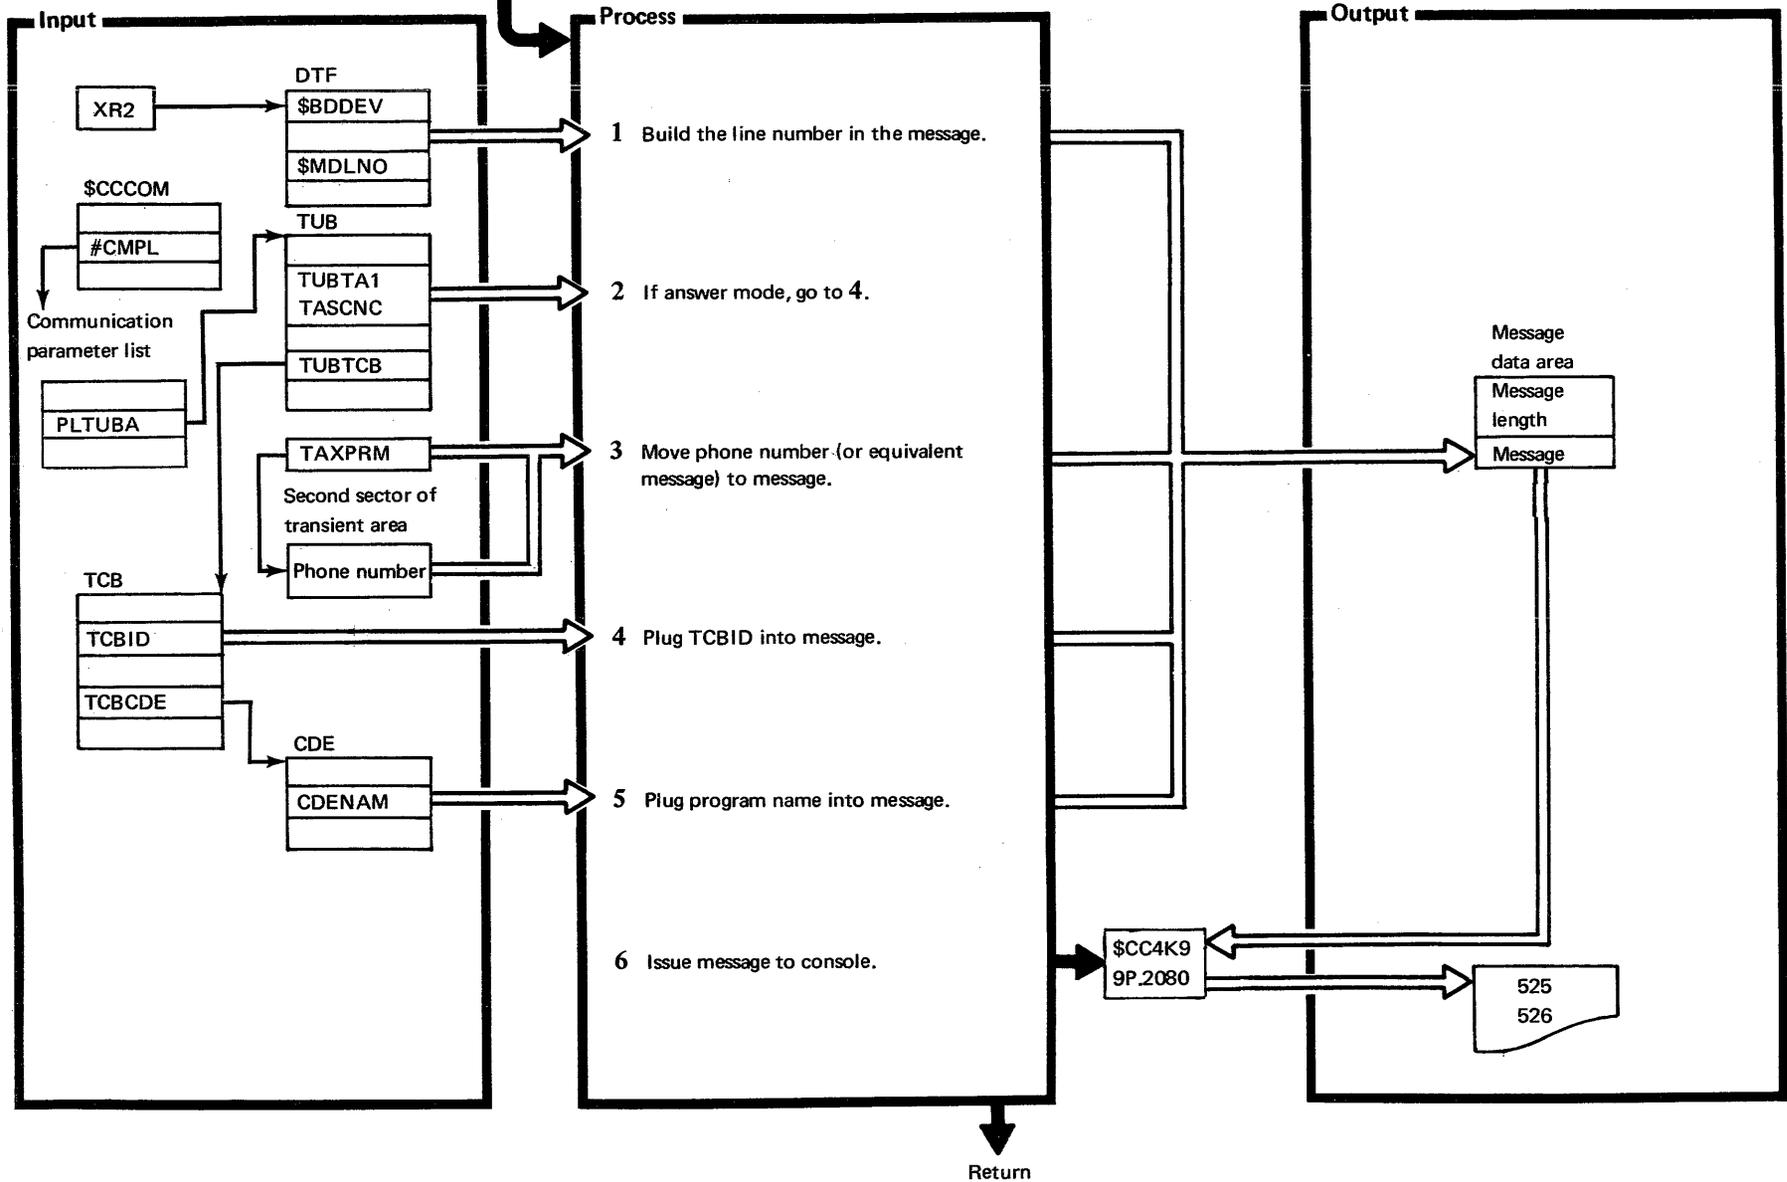 Input
XR2
DTF
$BDDEV
$MDLNO
$CCCOM
#CMPL
Communication
parameter list
PLTUBA
TUB
TUBTA1
TASCNC
TUBTCB
TAXPRM
Second sector of
transient area
Phone number
TCB
TCBID
TCBCDE
CDE
CDENAM
Process
1 Build the line number in the message.
2 If answer mode, go to 4.
3 Move phone number (or equivalent
message) to message.
4 Plug TCBID into message.
5 Plug program name into message.
6 Issue message to console.
$CC4K9
9P.2080
Return
Output
Message
data area
Message
length
Message
525
526